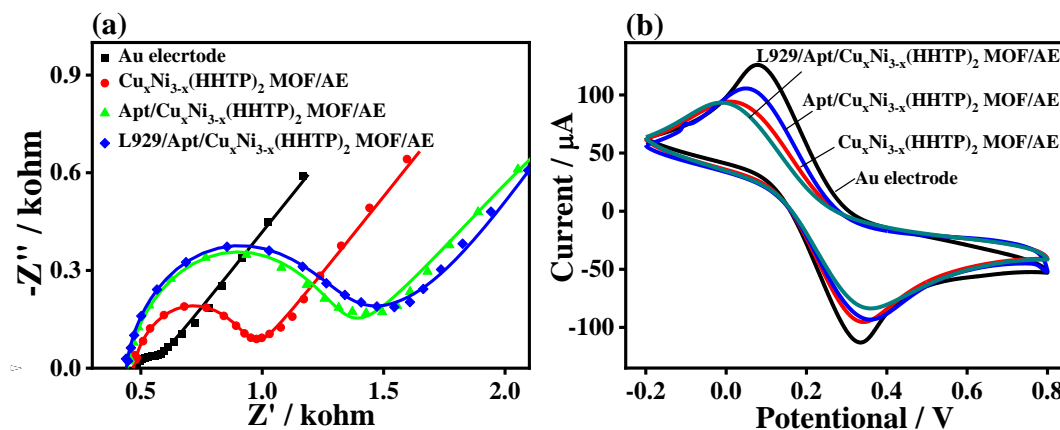 (a)
Au elecrtode
CuₓNi₃₋ₓ(HHTP)₂ MOF/AE
Apt/CuₓNi₃₋ₓ(HHTP)₂ MOF/AE
L929/Apt/CuₓNi₃₋ₓ(HHTP)₂ MOF/AE
-Z'' / kohm
0.9
0.6
0.3
0.0
0.5 1.0 1.5 2.0
Z' / kohm
(b)
L929/Apt/CuₓNi₃₋ₓ(HHTP)₂ MOF/AE
Apt/CuₓNi₃₋ₓ(HHTP)₂ MOF/AE
CuₓNi₃₋ₓ(HHTP)₂ MOF/AE
Au electrode
Current / μA
100
50
0
-50
-100
-0.2 0.0 0.2 0.4 0.6 0.8
Potentional / V